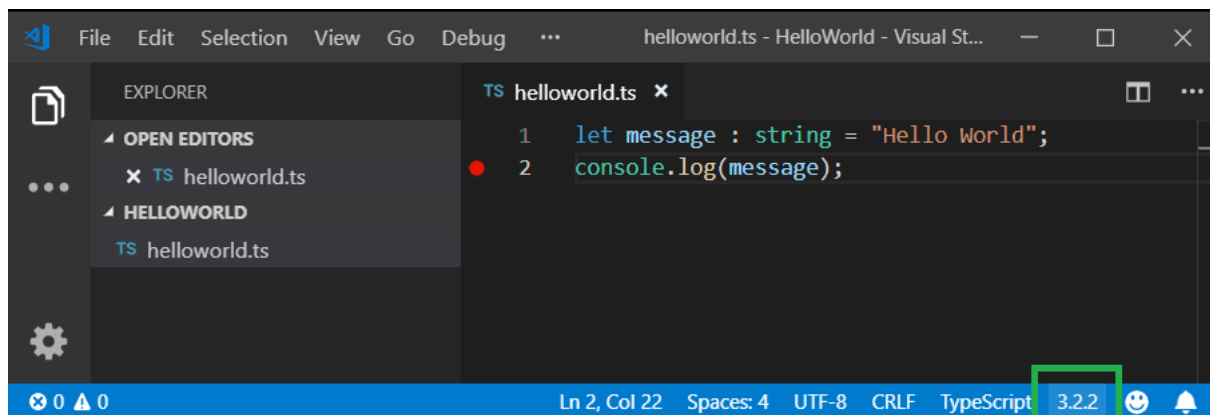 File Edit Selection View Go Debug ··· helloworld.ts - HelloWorld - Visual St...
EXPLORER
OPEN EDITORS
TS helloworld.ts
HELLOWORLD
TS helloworld.ts
TS helloworld.ts
1 let message : string = "Hello World";
2 console.log(message);
0 0 Ln 2, Col 22 Spaces: 4 UTF-8 CRLF TypeScript 3.2.2